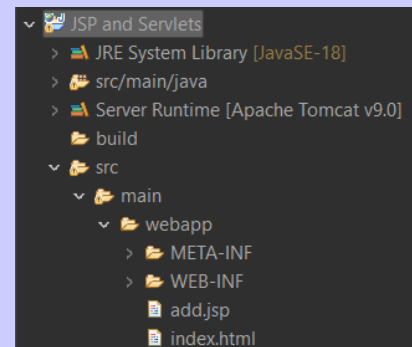 JSP and Servlets
JRE System Library [JavaSE-18]
src/main/java
Server Runtime [Apache Tomcat v9.0]
build
src
main
webapp
META-INF
WEB-INF
add.jsp
index.html